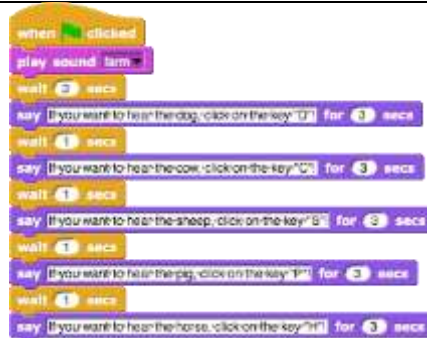 when clicked
play sound farm
wait 3 secs
say If you want to hear the dog, click on the key "D" for 3 secs
wait 1 secs
say If you want to hear the cow, click on the key "C" for 3 secs
wait 1 secs
say If you want to hear the sheep, click on the key "S" for 3 secs
wait 1 secs
say If you want to hear the pig, click on the key "P" for 3 secs
wait 1 secs
say If you want to hear the horse, click on the key "H" for 3 secs